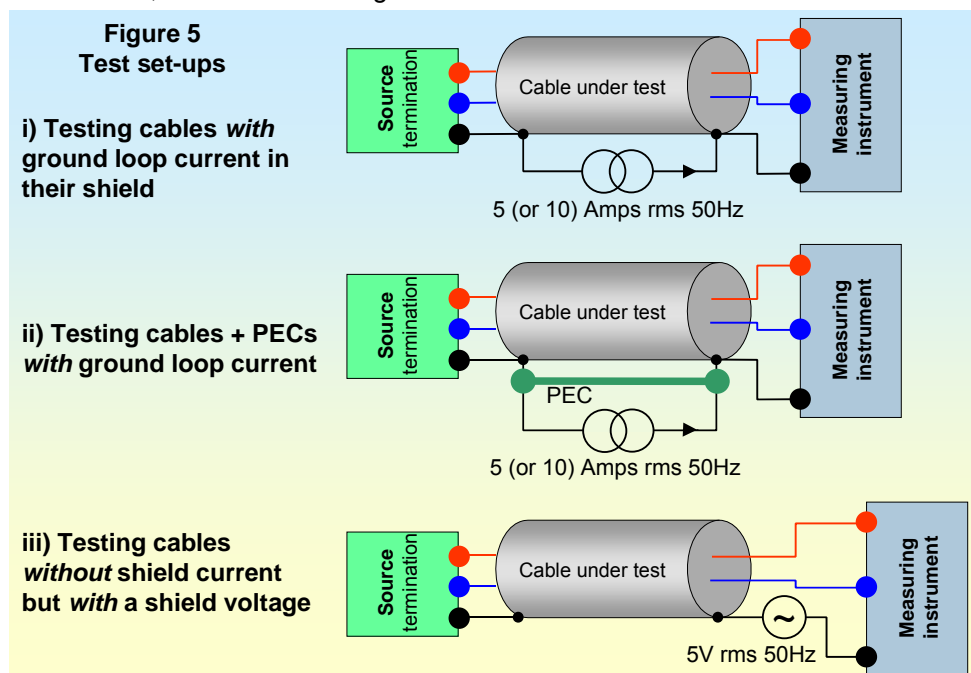 Figure 5
Test set-ups
i) Testing cables with
ground loop current in
their shield
Source
termination
Cable under test
Measuring
instrument
5 (or 10) Amps rms 50Hz
ii) Testing cables + PECs
with ground loop current
Source
termination
Cable under test
Measuring
instrument
PEC
5 (or 10) Amps rms 50Hz
iii) Testing cables
without shield current
but with a shield voltage
Source
termination
Cable under test
Measuring
instrument
~
5V rms 50Hz